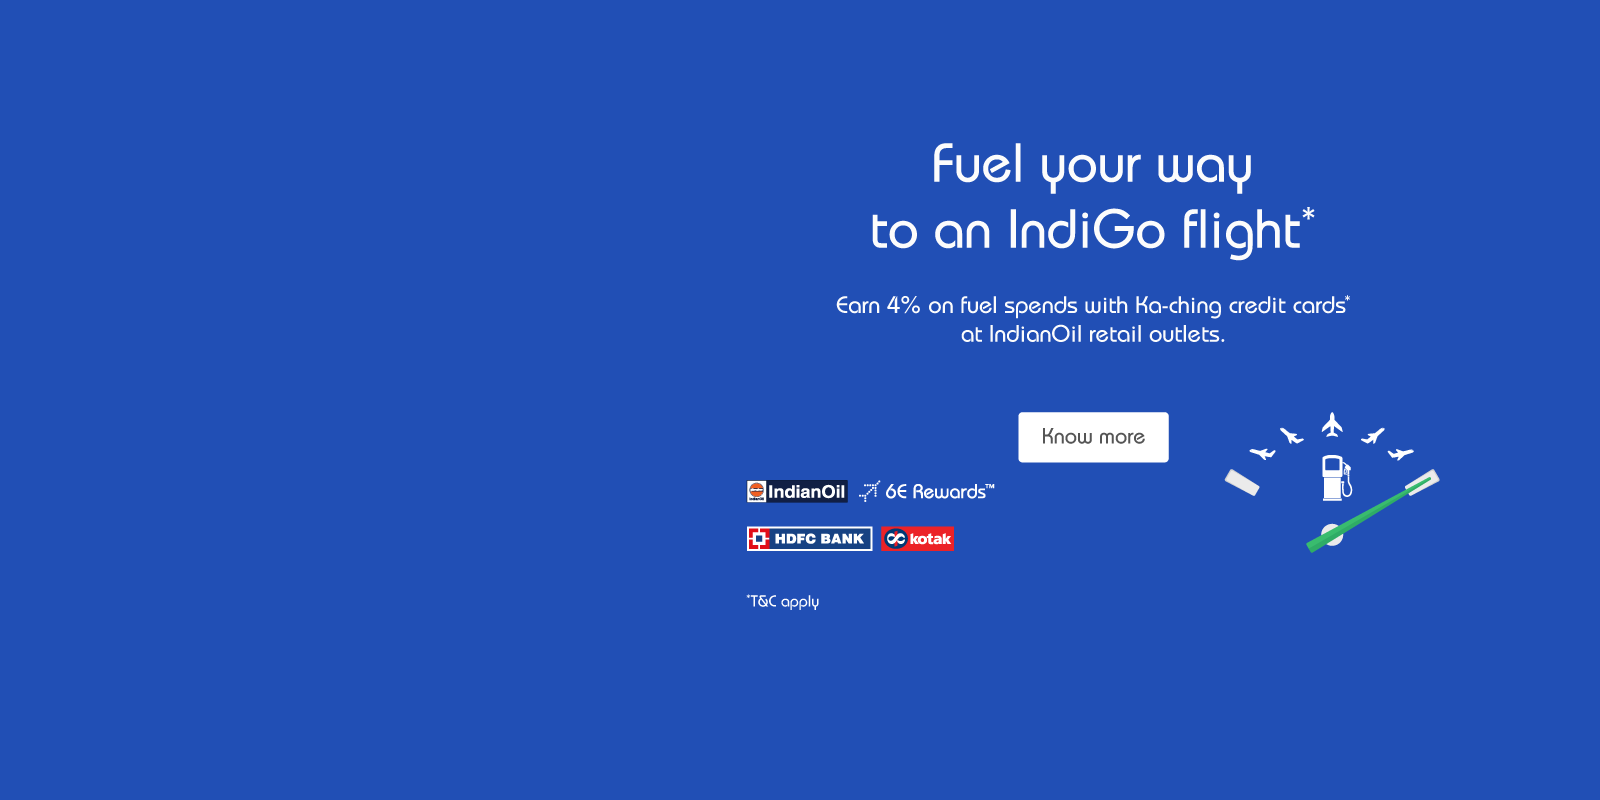 Fuel your way
to an IndiGo flight*
Earn 4% on fuel spends with Ka-ching credit cards*
at IndianOil retail outlets.
Know more
IndianOil 6E Rewards™
HDFC BANK kotak
*T&C apply